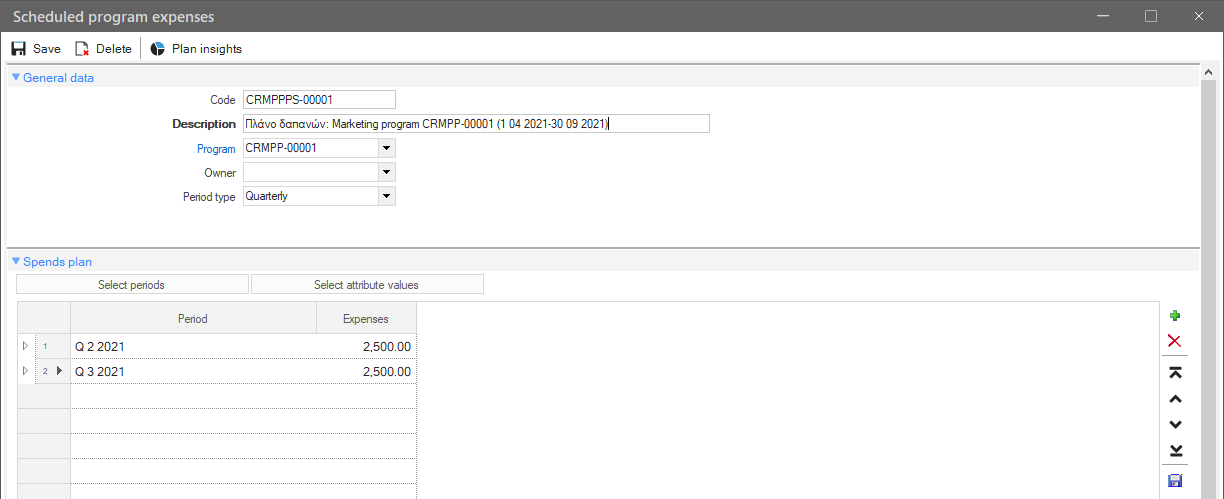 Scheduled program expenses
Save Delete Plan insights
General data
Code CRMPPPS-00001
Description Πλάνο δαπανών: Marketing program CRMPP-00001 (1 04 2021-30 09 2021)
Program CRMPP-00001
Owner
Period type Quarterly
Spends plan
Select periods Select attribute values
Period Expenses
1 Q 2 2021 2,500.00
2 Q 3 2021 2,500.00